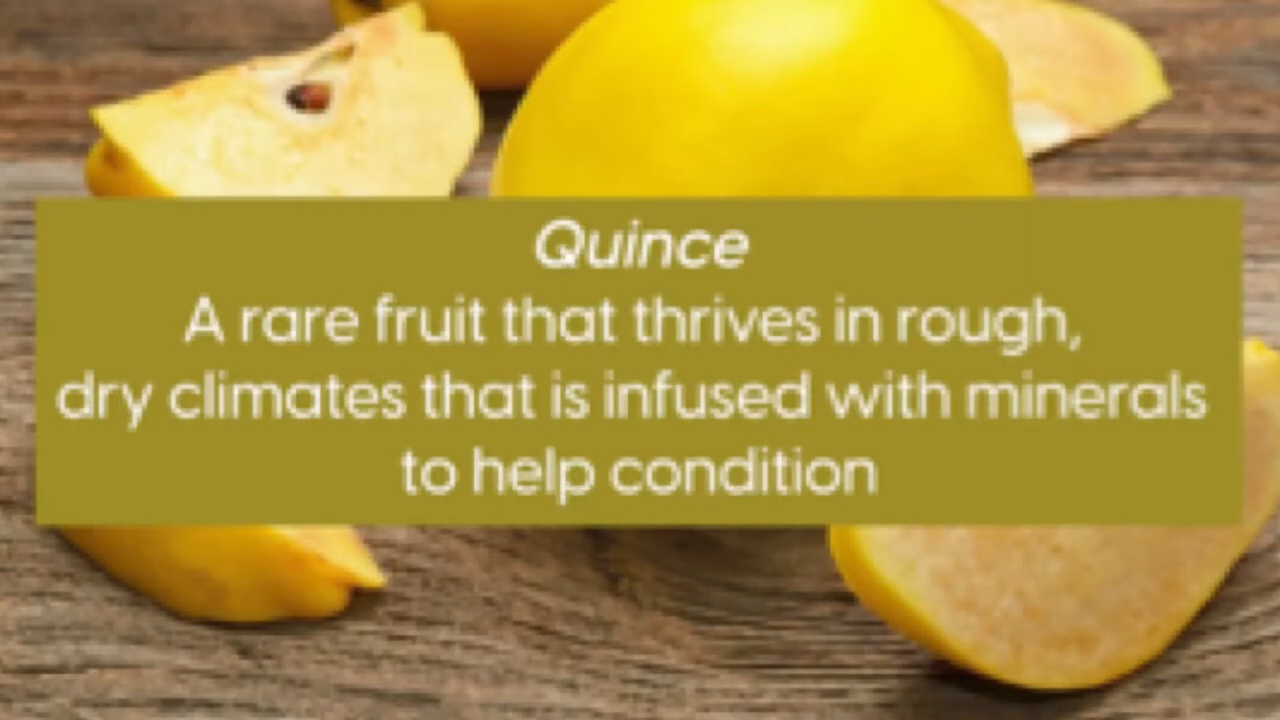 Quince
A rare fruit that thrives in rough,
dry climates that is infused with minerals
to help condition